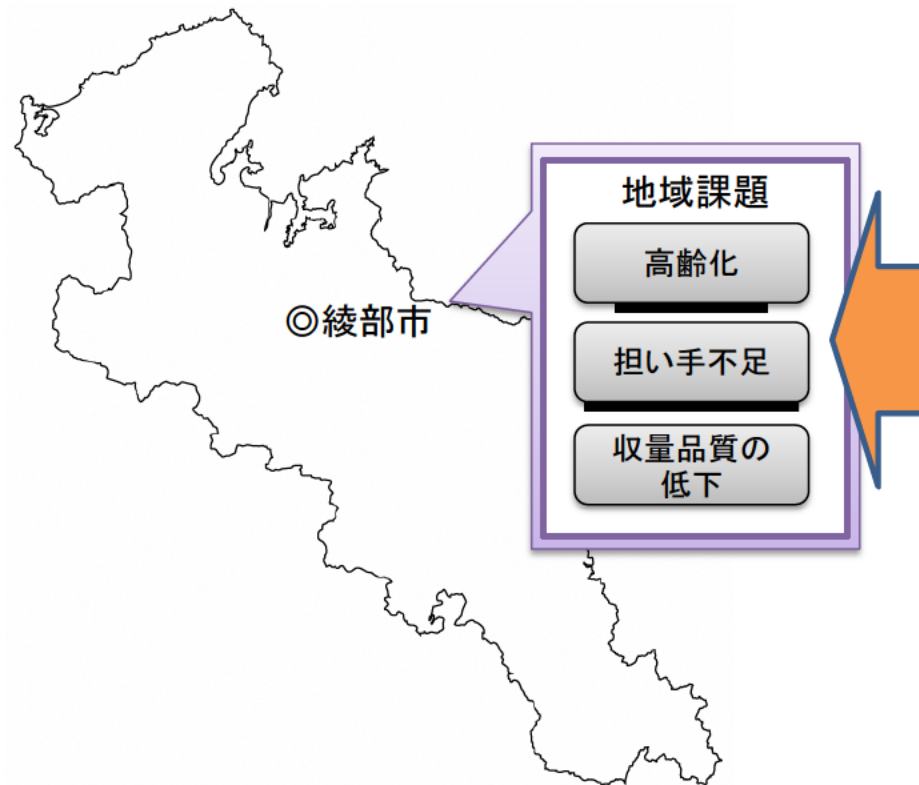 地域課題
高齢化
◎綾部市
担い手不足
収量品質の
低下